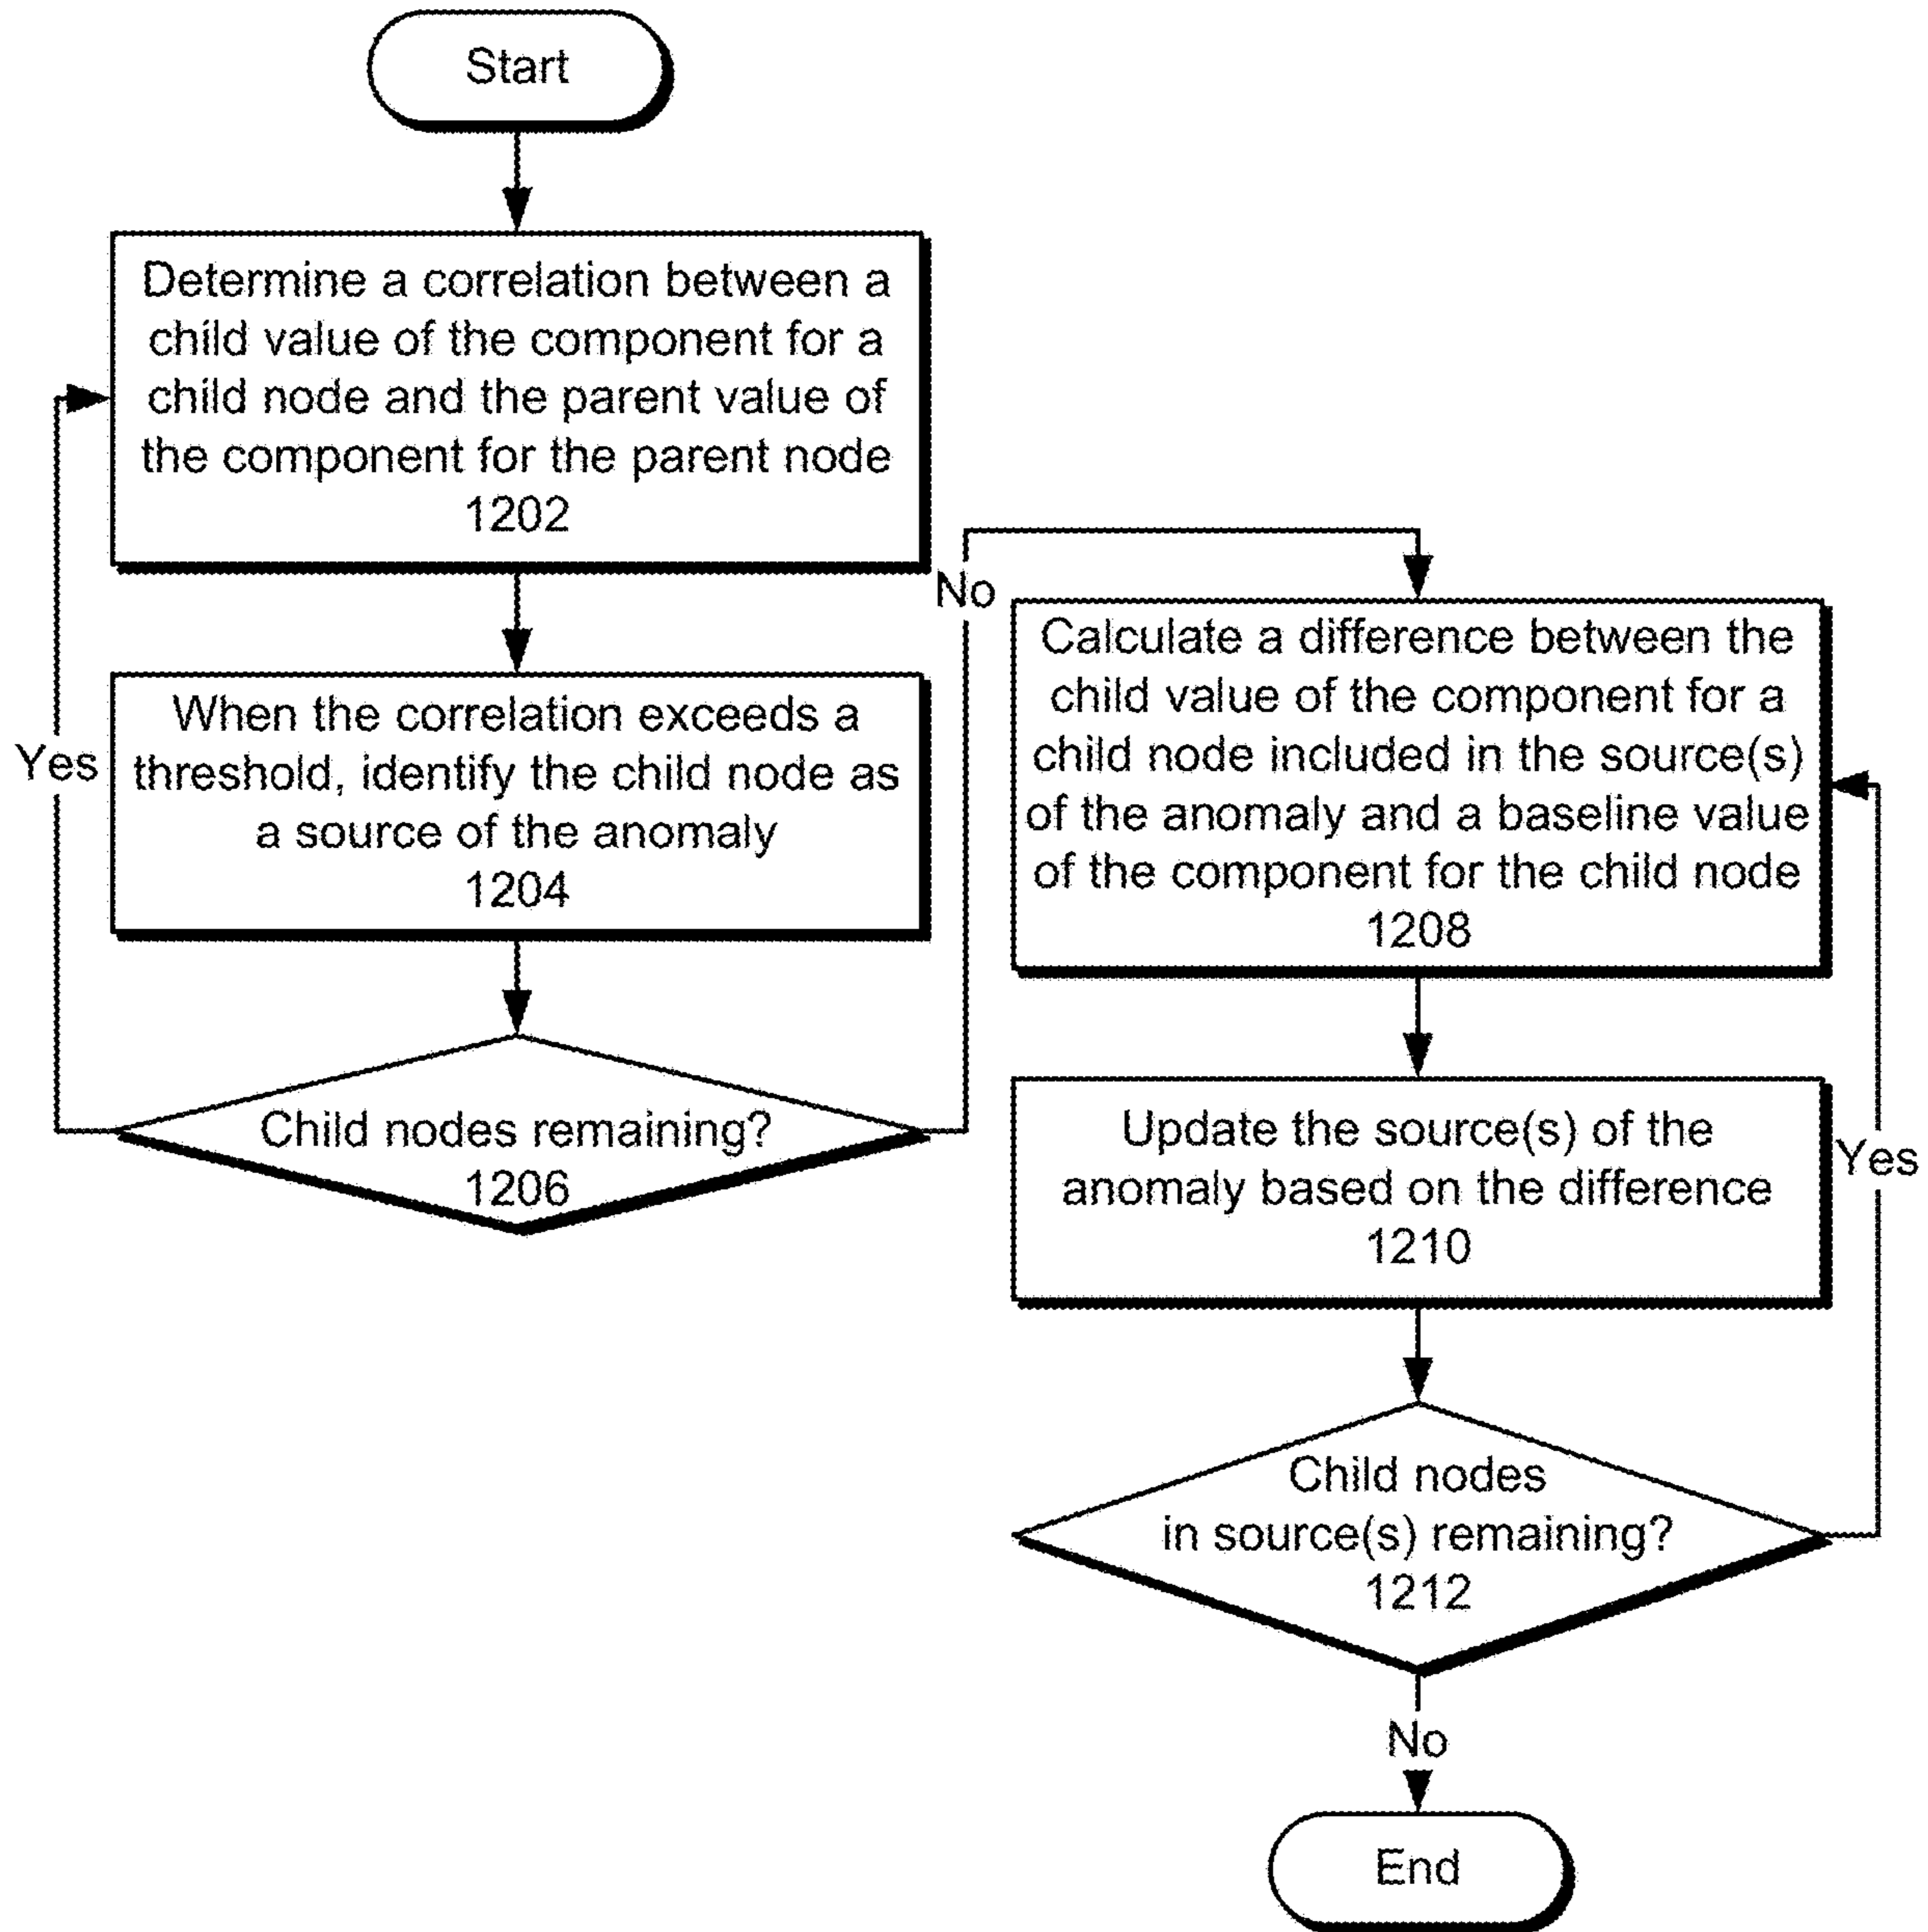 Start
Determine a correlation between a
child value of the component for a
child node and the parent value of
the component for the parent node
1202
When the correlation exceeds a
threshold, identify the child node as
a source of the anomaly
1204
Yes
Child nodes remaining?
1206
No
Calculate a difference between the
child value of the component for a
child node included in the source(s)
of the anomaly and a baseline value
of the component for the child node
1208
Update the source(s) of the
anomaly based on the difference
1210
Yes
Child nodes
in source(s) remaining?
1212
No
End